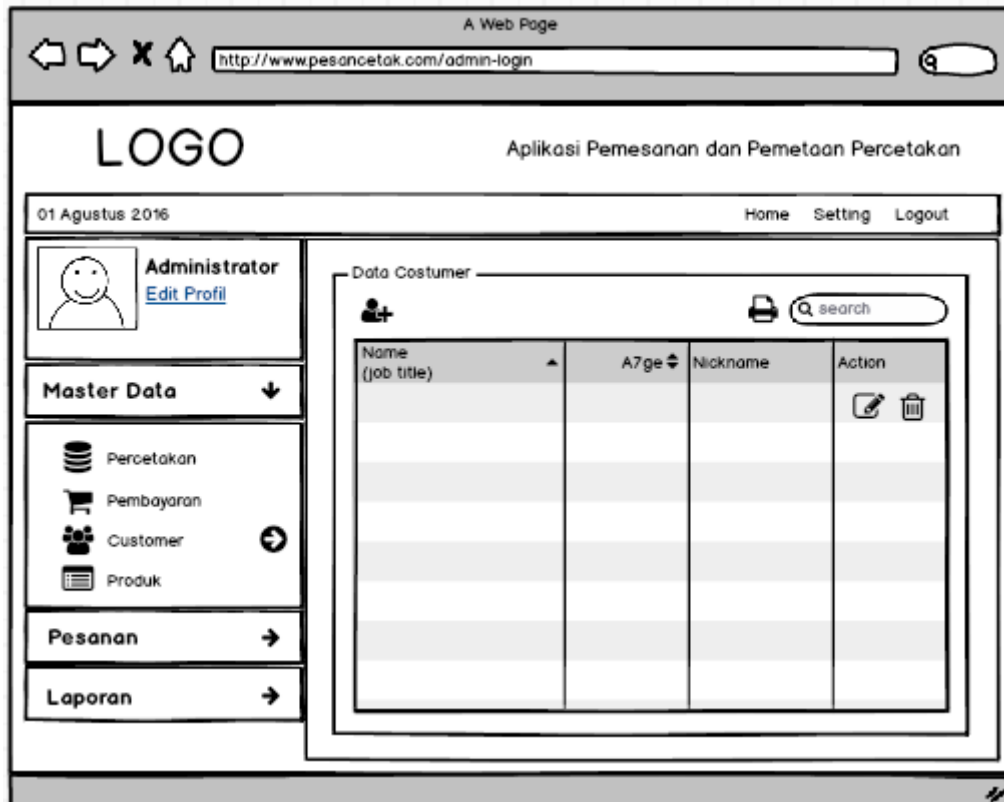 A Web Page
http://www.pesancetak.com/admin-login
LOGO
Aplikasi Pemesanan dan Pemetaan Percetakan
01 Agustus 2016
Home Setting Logout
Administrator
Edit Profil
Master Data
Percetakan
Pembayaran
Customer
Produk
Pesanan
Laporan
Data Costumer
search
Name
(job title)
A7ge
Nickname
Action